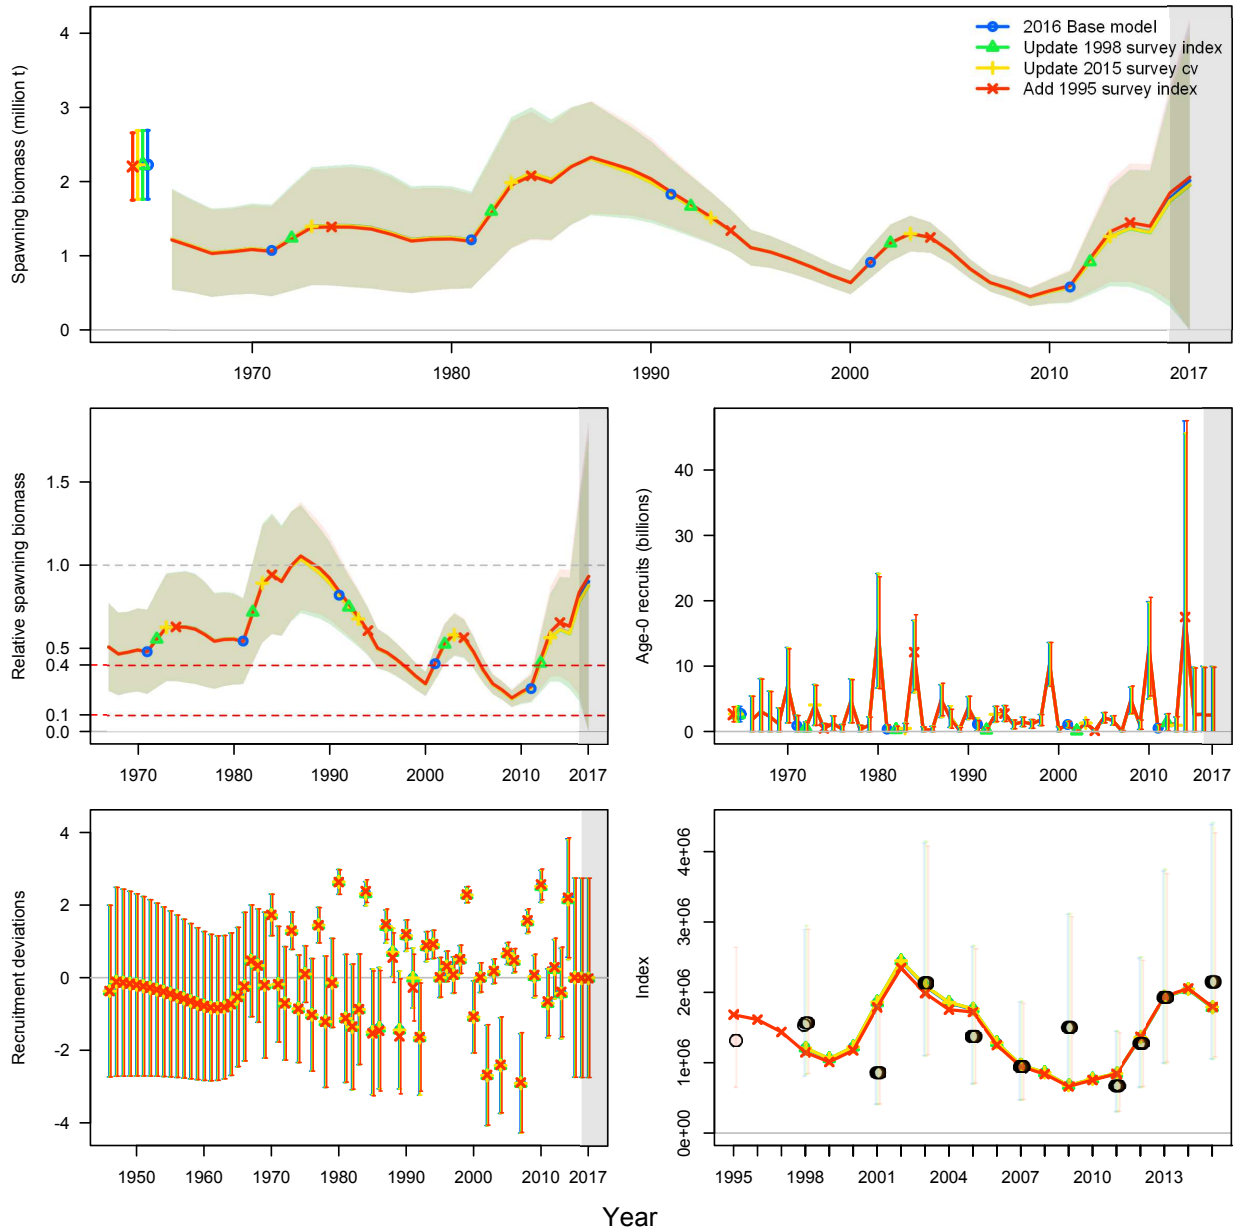 Spawning biomass (million t)
4
3
2
1
0
2016 Base model
Update 1998 survey index
Update 2015 survey cv
Add 1995 survey index
1970 1980 1990 2000 2010 2017
Relative spawning biomass
1.5
1.0
0.5
0.4
0.1
0.0
1970 1980 1990 2000 2010 2017
Age-0 recruits (billions)
40
30
20
10
0
1970 1980 1990 2000 2010 2017
Recruitment deviations
4
2
0
-2
-4
1950 1960 1970 1980 1990 2000 2010 2017
Index
4e+06
3e+06
2e+06
1e+06
0e+00
1995 1998 2001 2004 2007 2010 2013
Year